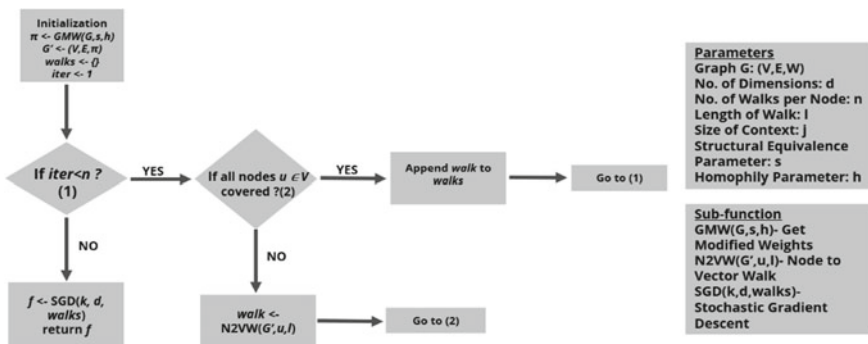 Initialization
π <- GMW(G,s,h)
G' <- (V,E,π)
walks <- {}
iter <- 1
If iter<n ?
(1)
YES
If all nodes u ∈V
covered ?(2)
YES
Append walk to
walks
Go to (1)
NO
f <- SGD(k, d,
walks)
return f
NO
walk <-
N2VW(G',u,l)
Go to (2)
Parameters
Graph G: (V,E,W)
No. of Dimensions: d
No. of Walks per Node: n
Length of Walk: l
Size of Context: j
Structural Equivalence
Parameter: s
Homophily Parameter: h
Sub-function
GMW(G,s,h)- Get
Modified Weights
N2VW(G',u,l)- Node to
Vector Walk
SGD(k,d,walks)-
Stochastic Gradient
Descent